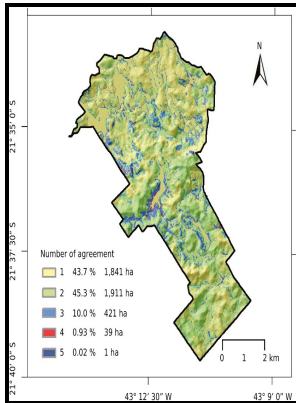 N
21° 35' 0" S
21° 37' 30" S
21° 40' 0" S
Number of agreement
1 43.7 % 1,841 ha
2 45.3 % 1,911 ha
3 10.0 % 421 ha
4 0.93 % 39 ha
5 0.02 % 1 ha
0 1 2 km
43° 12' 30" W
43° 9' 0" W